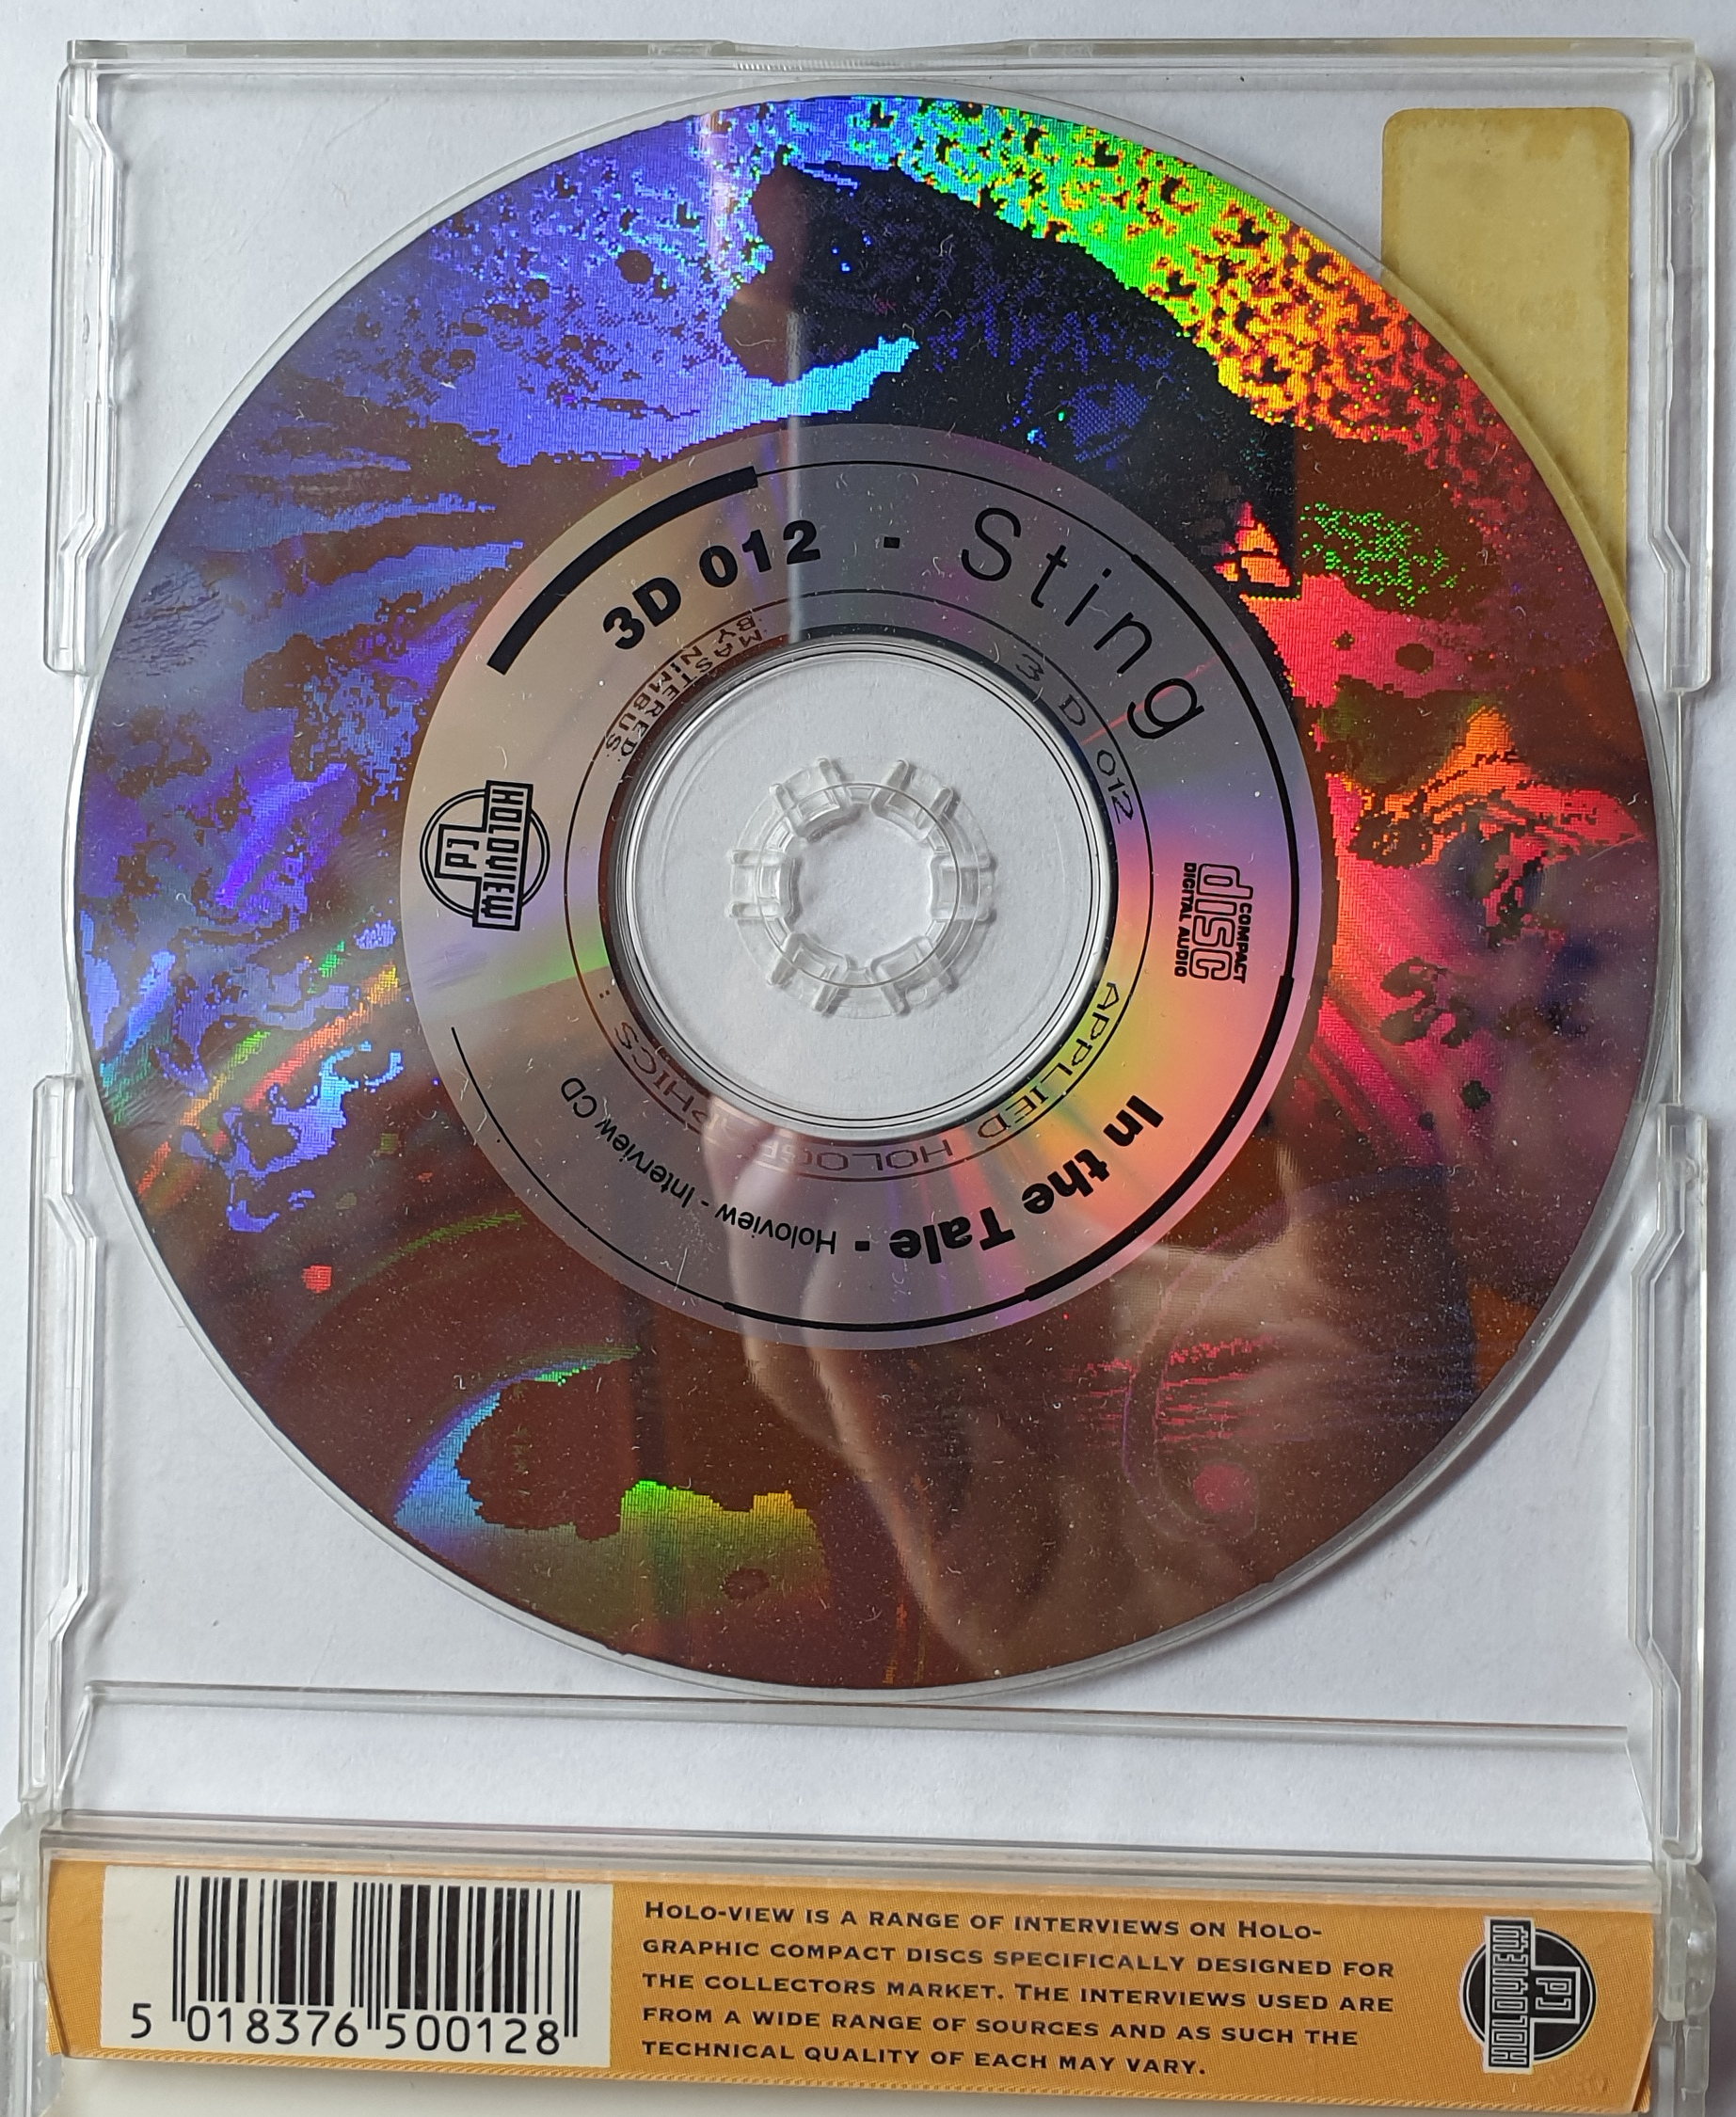 3D 012 · Sting
COMPACT
disc
DIGITAL AUDIO
In the Tale · Holoview - Interview CD
HOLOVIEW
PJ
MASTERED
BY NIMBUS
3 D 012
APPLIED HOLOGRAPHICS
5 018376 500128
HOLO-VIEW IS A RANGE OF INTERVIEWS ON HOLO-
GRAPHIC COMPACT DISCS SPECIFICALLY DESIGNED FOR
THE COLLECTORS MARKET. THE INTERVIEWS USED ARE
FROM A WIDE RANGE OF SOURCES AND AS SUCH THE
TECHNICAL QUALITY OF EACH MAY VARY.
HOLOVIEW
PJ